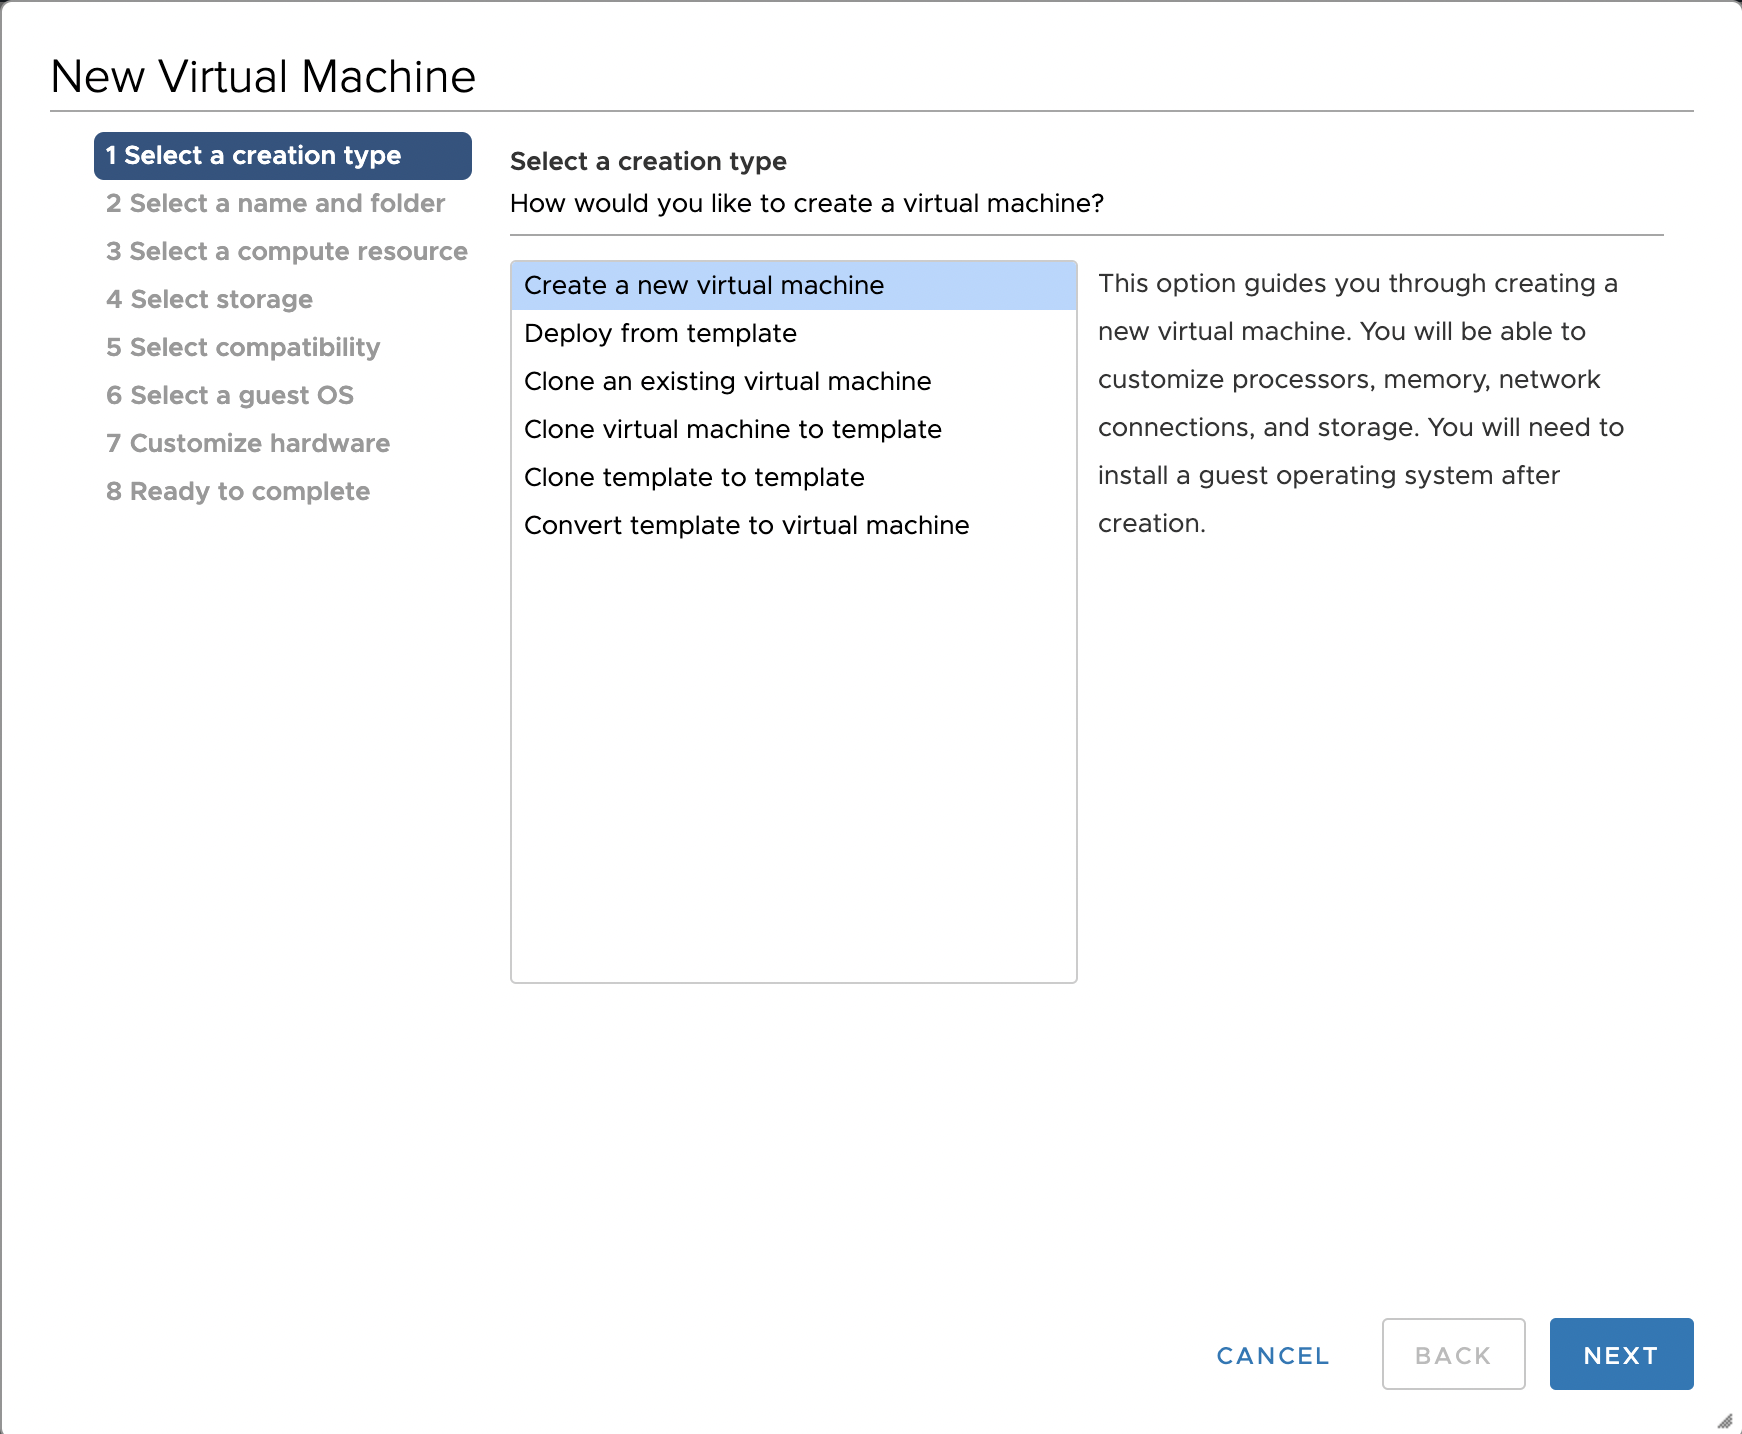 New Virtual Machine
1 Select a creation type
2 Select a name and folder
3 Select a compute resource
4 Select storage
5 Select compatibility
6 Select a guest OS
7 Customize hardware
8 Ready to complete
Select a creation type
How would you like to create a virtual machine?
Create a new virtual machine
Deploy from template
Clone an existing virtual machine
Clone virtual machine to template
Clone template to template
Convert template to virtual machine
This option guides you through creating a
new virtual machine. You will be able to
customize processors, memory, network
connections, and storage. You will need to
install a guest operating system after
creation.
CANCEL
BACK
NEXT